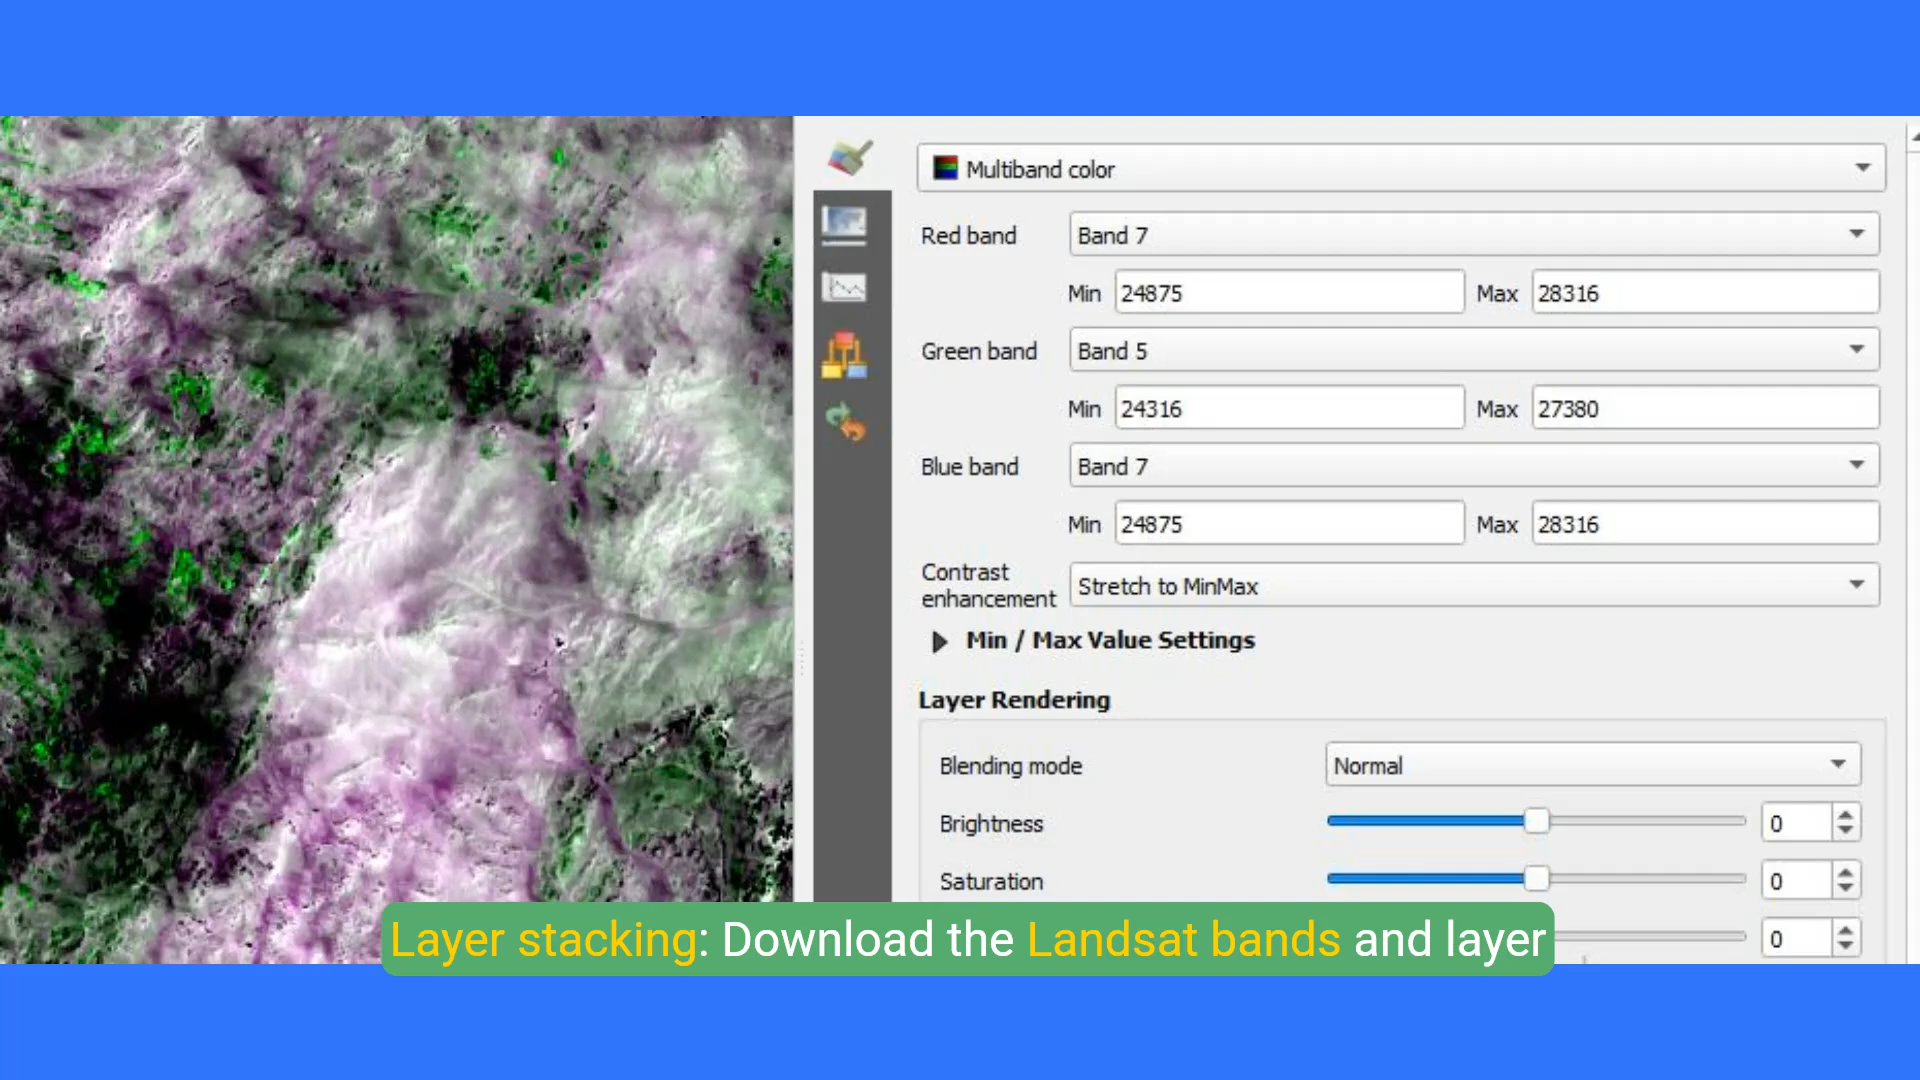 Multiband color
Red band Band 7
Min 24875 Max 28316
Green band Band 5
Min 24316 Max 27380
Blue band Band 7
Min 24875 Max 28316
Contrast
enhancement Stretch to MinMax
Min / Max Value Settings
Layer Rendering
Blending mode Normal
Brightness 0
Saturation 0
0
Layer stacking: Download the Landsat bands and layer